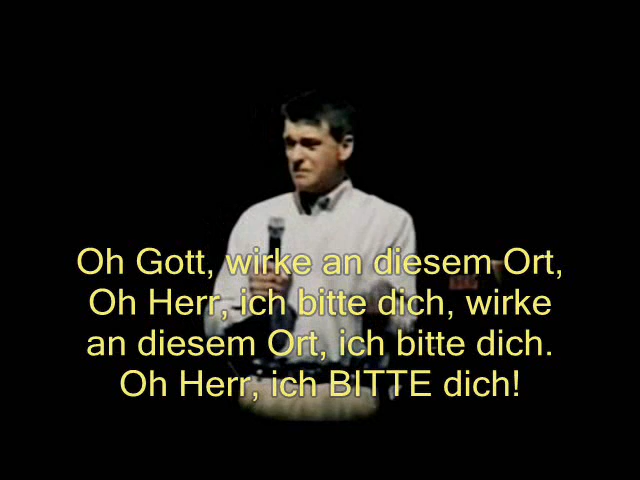 Oh Gott, wirke an diesem Ort,
Oh Herr, ich bitte dich, wirke
an diesem Ort, ich bitte dich.
Oh Herr, ich BITTE dich!